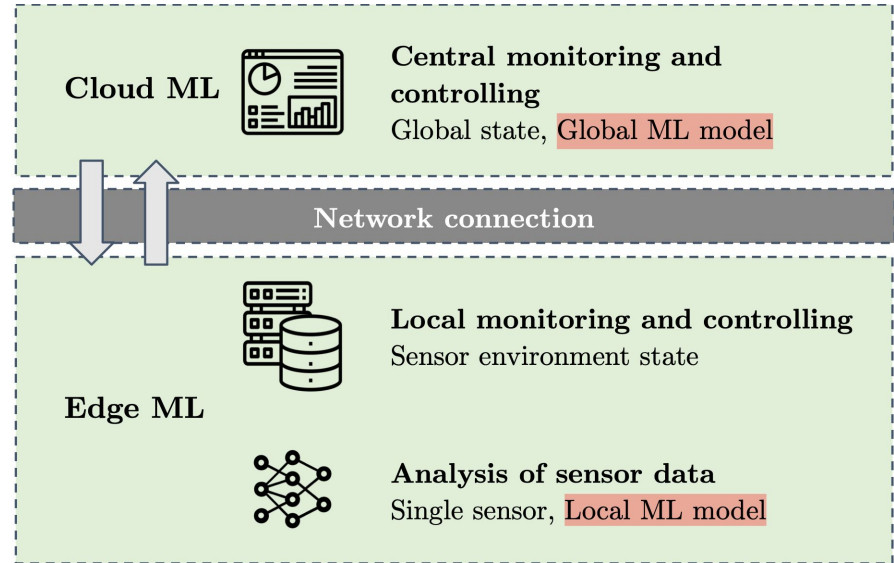 Cloud ML
Central monitoring and
controlling
Global state, Global ML model
Network connection
Edge ML
Local monitoring and controlling
Sensor environment state
Analysis of sensor data
Single sensor, Local ML model